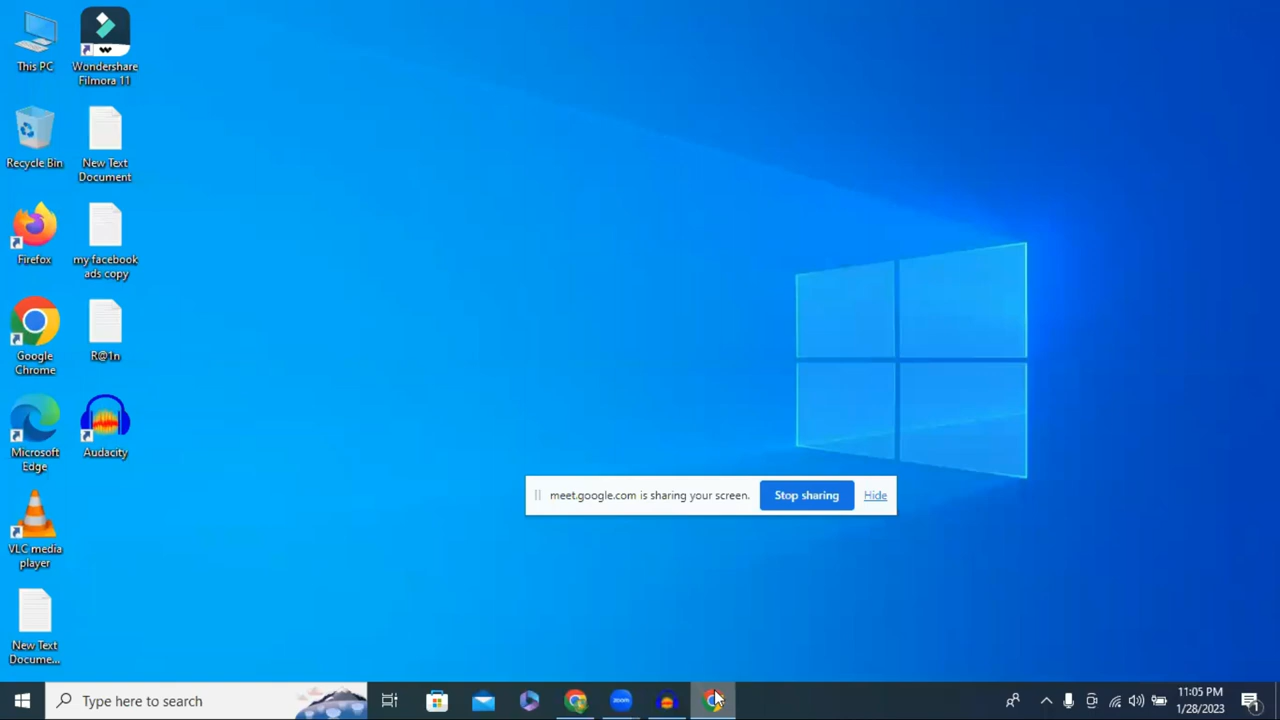 This PC
Wondershare
Filmora 11
Recycle Bin
New Text
Document
Firefox
my facebook
ads copy
Google
Chrome
R@1n
Microsoft
Edge
Audacity
VLC media
player
New Text
Docume...
meet.google.com is sharing your screen.
Stop sharing
Hide
Type here to search
zoom
11:05 PM
1/28/2023
1